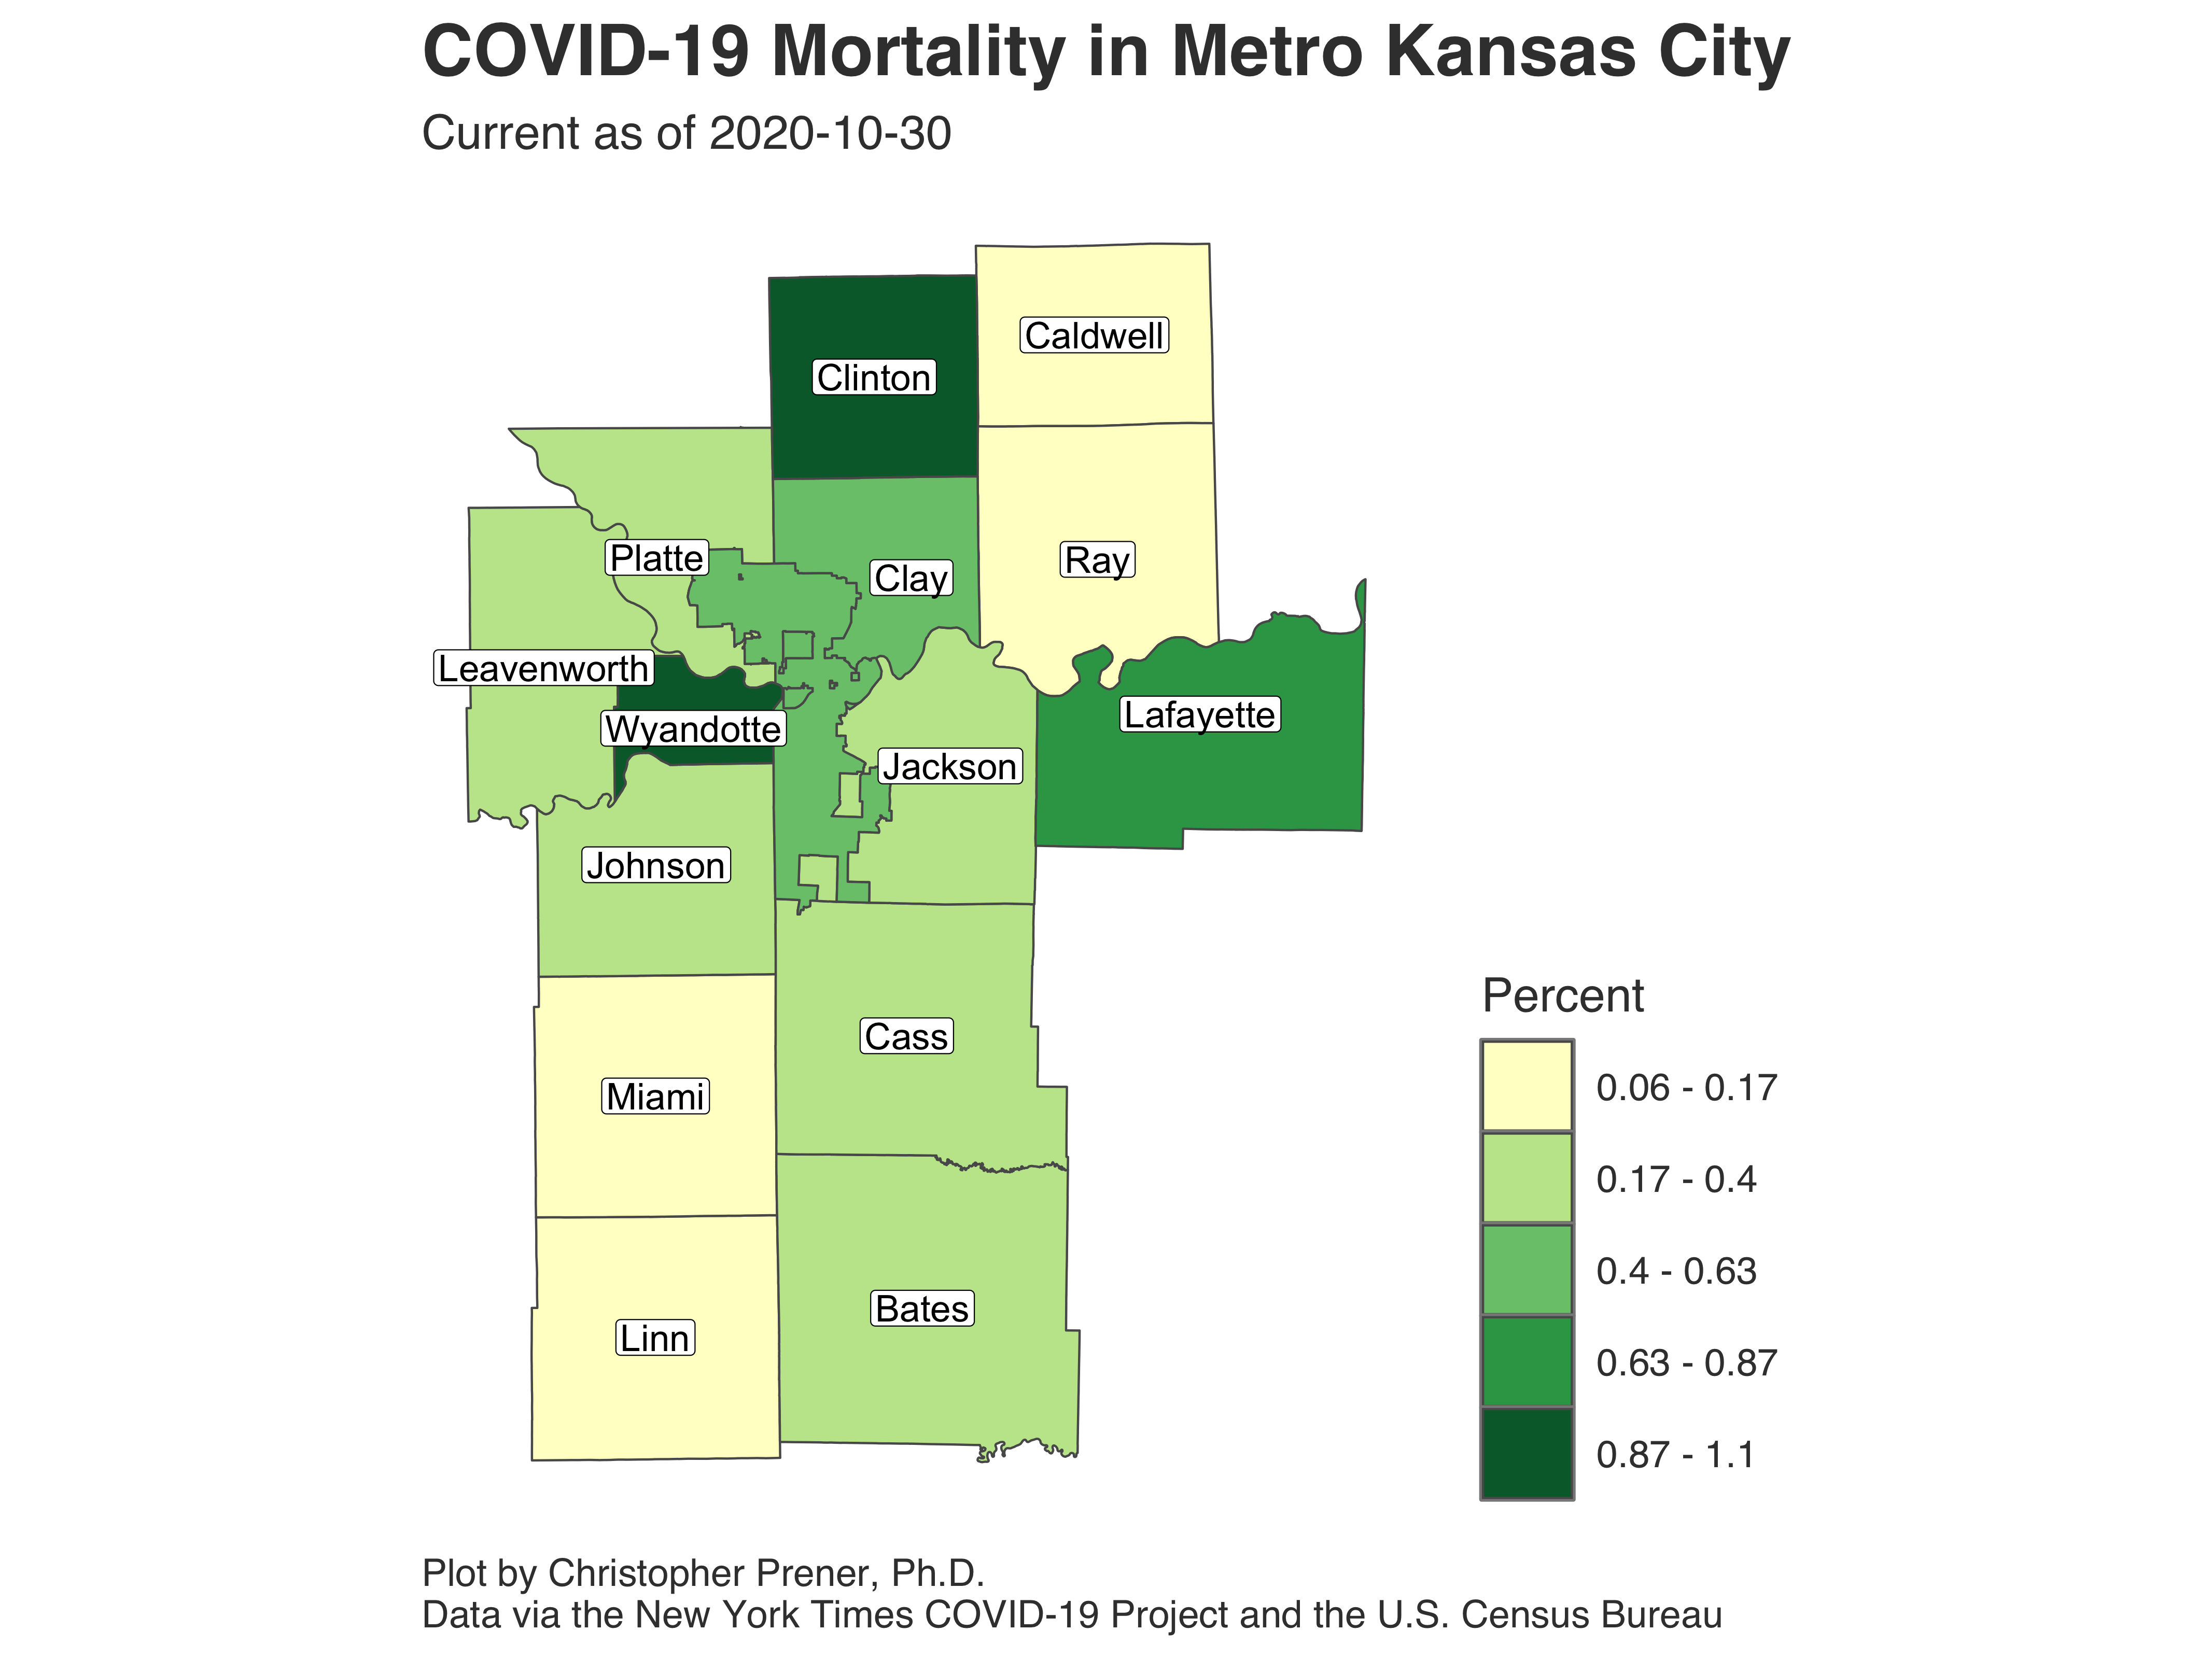 COVID-19 Mortality in Metro Kansas City
Current as of 2020-10-30
Caldwell
Clinton
Platte
Clay
Ray
Leavenworth
Wyandotte
Lafayette
Jackson
Johnson
Cass
Miami
Bates
Linn
Percent
0.06 - 0.17
0.17 - 0.4
0.4 - 0.63
0.63 - 0.87
0.87 - 1.1
Plot by Christopher Prener, Ph.D.
Data via the New York Times COVID-19 Project and the U.S. Census Bureau